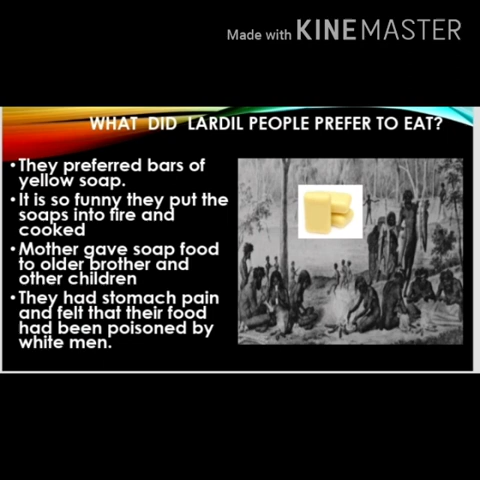 Made with KINEMASTER
WHAT DID LARDIL PEOPLE PREFER TO EAT?
• They preferred bars of
yellow soap.
• It is so funny they put the
soaps into fire and
cooked
• Mother gave soap food
to older brother and
other children
• They had stomach pain
and felt that their food
had been poisoned by
white men.